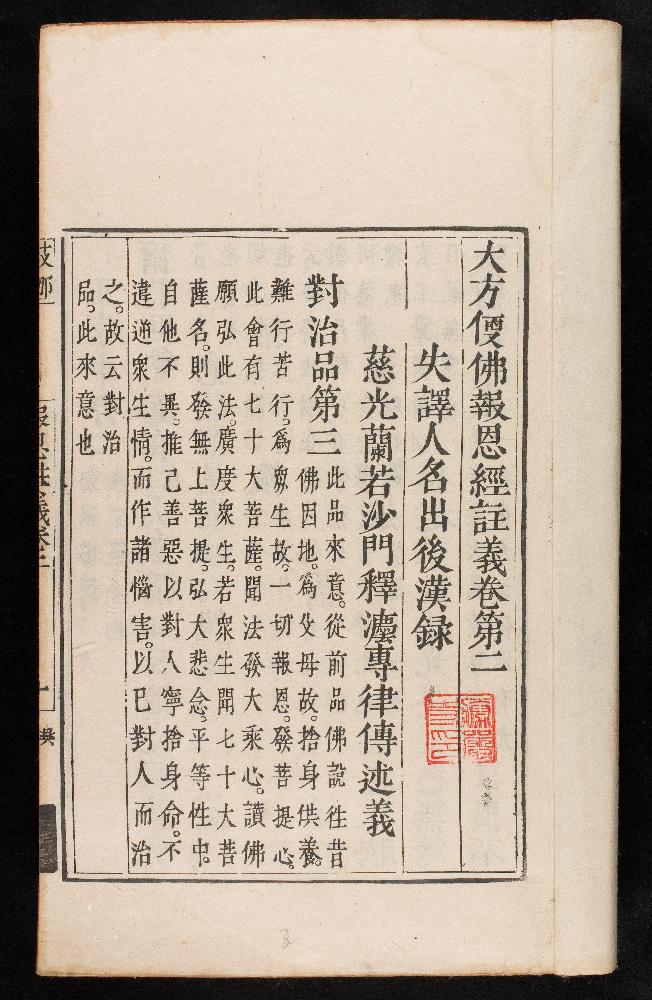 大方便佛報恩經註義卷第二
失譯人名出後漢録
慈光蘭若沙門釋灋專律傳述義
對治品第三
此品來意。從前品佛說往昔
佛因地。爲父母故。捨身供養。
難行苦行。爲衆生故。一切報恩。發菩提心。
此會有七十大菩薩。聞法發大乘心。讀佛
願弘此法。廣度衆生。若衆生聞七十大菩
薩名。則發無上菩提。弘大悲念。平等性中。
自他不異。推己善惡以對人寧捨身命。不
違逆衆生情。而作諸惱害。以己對人而治
之。故云對治
品。此來意也